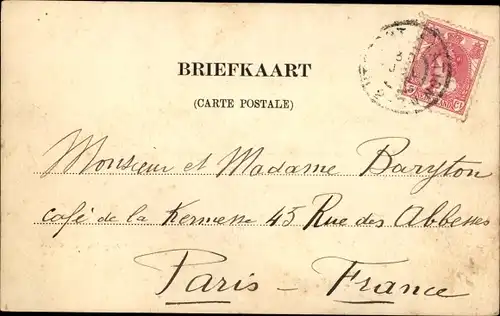 BRIEFKAART
(CARTE POSTALE)
Monsieur et Madame Baryton
café de la Kermesse 45 Rue des Abbesses
Paris - France